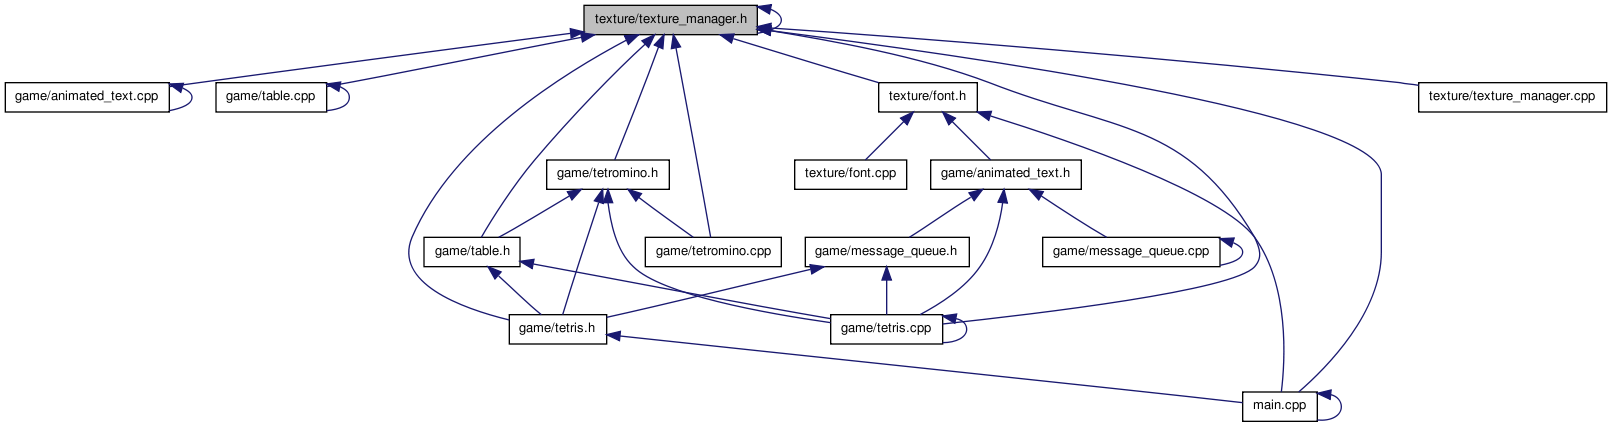 texture/texture_manager.h
game/animated_text.cpp
game/table.cpp
texture/font.h
texture/texture_manager.cpp
game/tetromino.h
texture/font.cpp
game/animated_text.h
game/table.h
game/tetromino.cpp
game/message_queue.h
game/message_queue.cpp
game/tetris.h
game/tetris.cpp
main.cpp